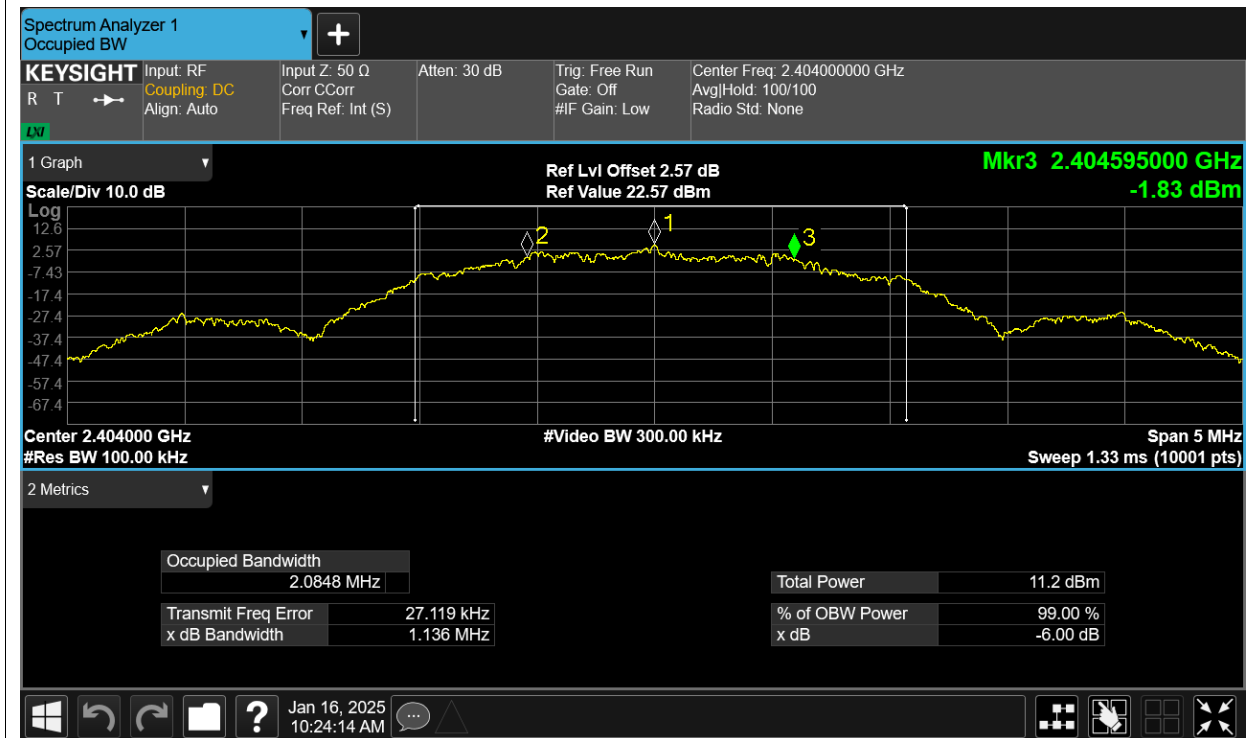 Spectrum Analyzer 1
Occupied BW
KEYSIGHT
R T
LXI
Input: RF
Coupling: DC
Align: Auto
Input Z: 50 Ω
Corr CCorr
Freq Ref: Int (S)
Atten: 30 dB
Trig: Free Run
Gate: Off
#IF Gain: Low
Center Freq: 2.404000000 GHz
Avg|Hold: 100/100
Radio Std: None
1 Graph
Scale/Div 10.0 dB
Ref Lvl Offset 2.57 dB
Ref Value 22.57 dBm
Mkr3 2.404595000 GHz
-1.83 dBm
Log
12.6
2.57
-7.43
-17.4
-27.4
-37.4
-47.4
-57.4
-67.4
2
1
3
Center 2.404000 GHz
#Res BW 100.00 kHz
#Video BW 300.00 kHz
Span 5 MHz
Sweep 1.33 ms (10001 pts)
2 Metrics
Occupied Bandwidth
2.0848 MHz
Transmit Freq Error 27.119 kHz
x dB Bandwidth 1.136 MHz
Total Power 11.2 dBm
% of OBW Power 99.00 %
x dB -6.00 dB
?
Jan 16, 2025
10:24:14 AM